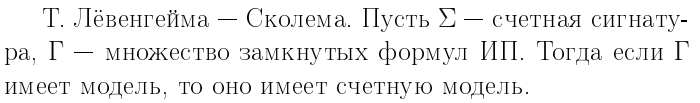 Т. Лёвенгейма — Сколема. Пусть Σ — счетная сигнату-
ра, Γ — множество замкнутых формул ИП. Тогда если Γ
имеет модель, то оно имеет счетную модель.